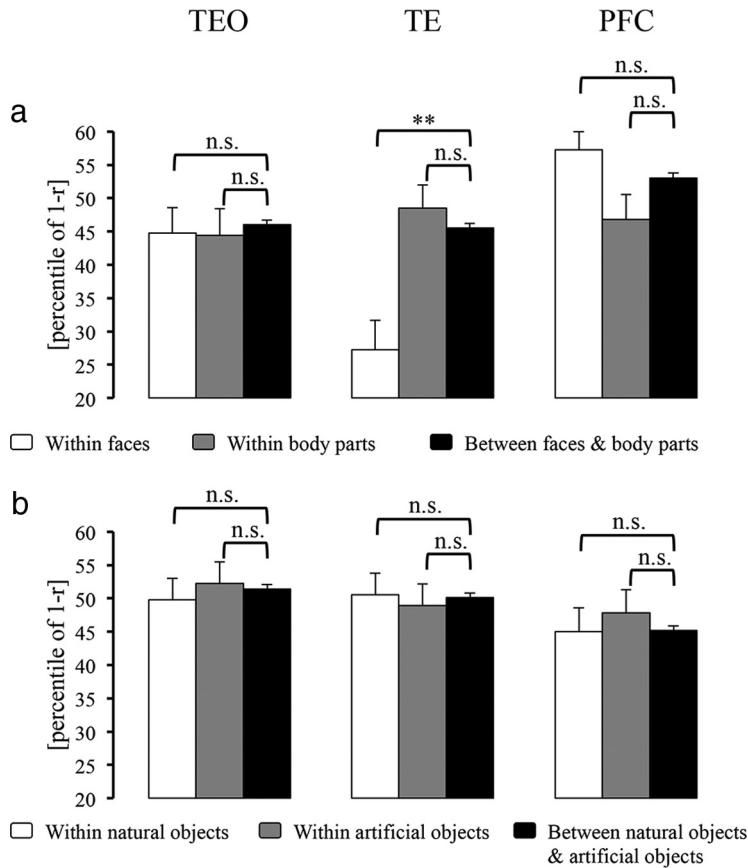 TEO TE PFC
a
n.s.
n.s.
n.s.
**
n.s.
n.s.
[percentile of 1-r]
60
55
50
45
40
35
30
25
20
Within faces Within body parts Between faces & body parts
b
n.s.
n.s.
n.s.
n.s.
n.s.
n.s.
[percentile of 1-r]
60
55
50
45
40
35
30
25
20
Within natural objects Within artificial objects Between natural objects
& artificial objects